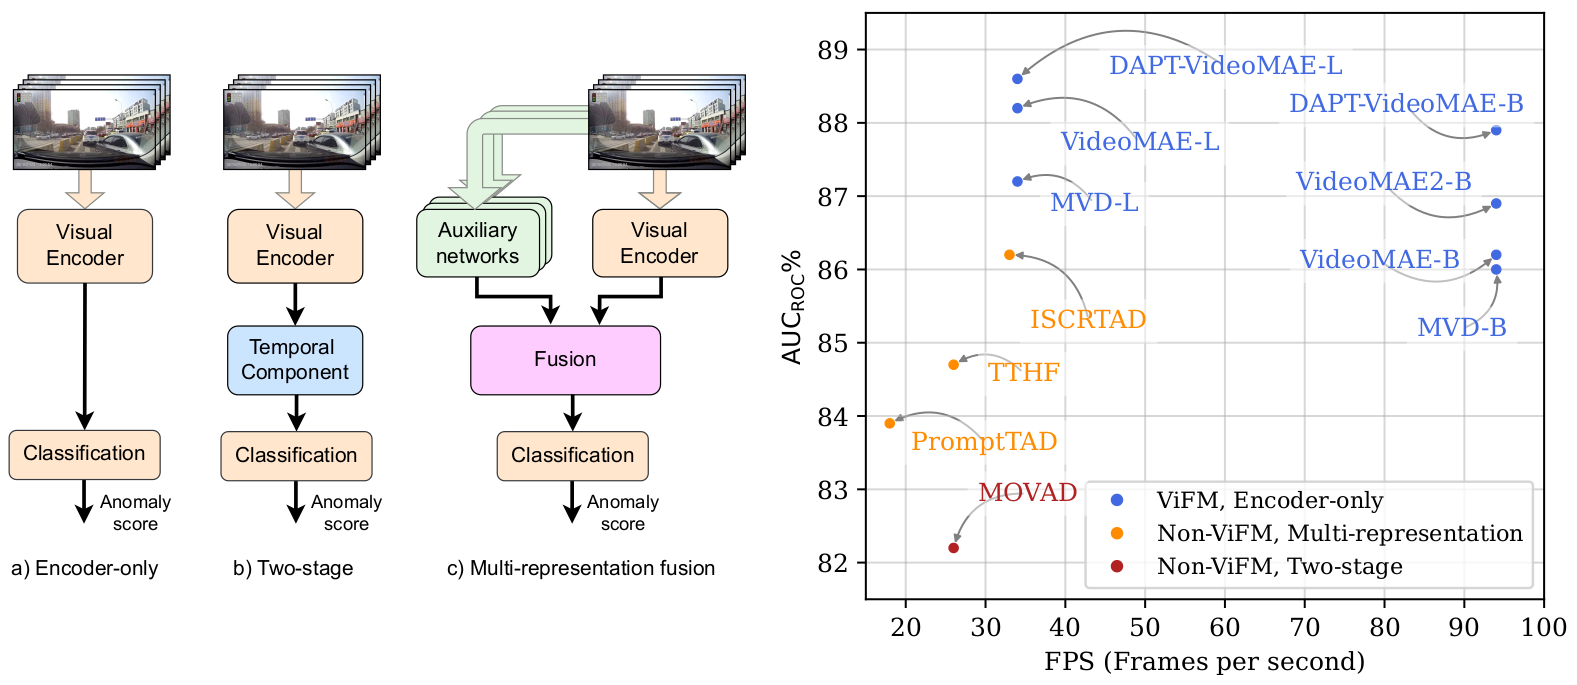 Visual
Encoder
Classification
Anomaly
score
a) Encoder-only
Visual
Encoder
Temporal
Component
Classification
Anomaly
score
b) Two-stage
Auxiliary
networks
Visual
Encoder
Fusion
Classification
Anomaly
score
c) Multi-representation fusion
AUC_ROC%
89
88
87
86
85
84
83
82
DAPT-VideoMAE-L
DAPT-VideoMAE-B
VideoMAE-L
VideoMAE2-B
MVD-L
VideoMAE-B
ISCRTAD
MVD-B
TTHF
PromptTAD
MOVAD
ViFM, Encoder-only
Non-ViFM, Multi-representation
Non-ViFM, Two-stage
20 30 40 50 60 70 80 90 100
FPS (Frames per second)